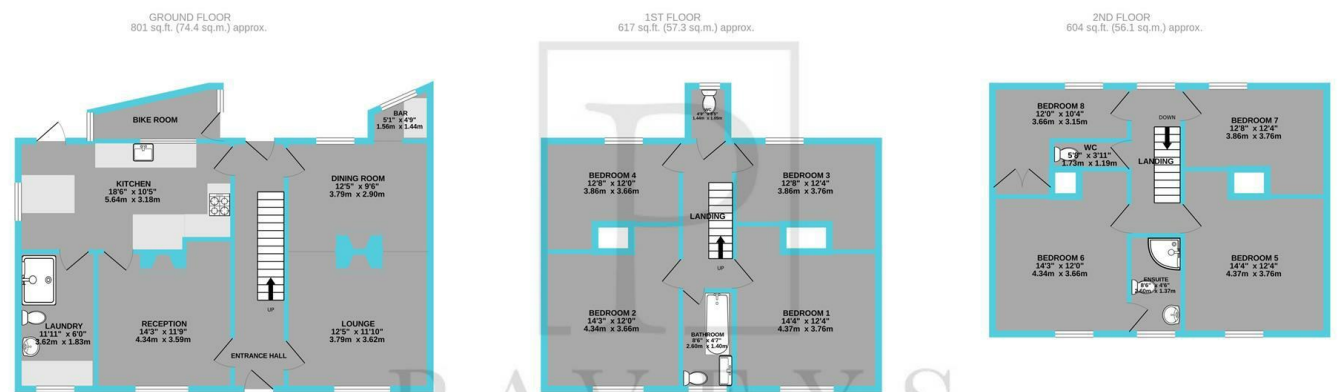 GROUND FLOOR
801 sq.ft. (74.4 sq.m.) approx.
BIKE ROOM
BAR
5'1" x 4'9"
1.56m x 1.44m
KITCHEN
18'6" x 10'5"
5.64m x 3.18m
DINING ROOM
12'5" x 9'6"
3.79m x 2.90m
UP
LAUNDRY
11'11" x 6'0"
3.62m x 1.83m
RECEPTION
14'3" x 11'9"
4.34m x 3.59m
LOUNGE
12'5" x 11'10"
3.79m x 3.62m
ENTRANCE HALL
1ST FLOOR
617 sq.ft. (57.3 sq.m.) approx.
WC
BEDROOM 4
12'8" x 12'0"
3.86m x 3.66m
BEDROOM 3
12'8" x 12'4"
3.86m x 3.76m
LANDING
UP
BEDROOM 2
14'3" x 12'0"
4.34m x 3.66m
BEDROOM 1
14'4" x 12'4"
4.37m x 3.76m
BATHROOM
8'6" x 4'7"
2.60m x 1.40m
2ND FLOOR
604 sq.ft. (56.1 sq.m.) approx.
BEDROOM 8
12'0" x 10'4"
3.66m x 3.15m
DOWN
BEDROOM 7
12'8" x 12'4"
3.86m x 3.76m
WC
5'8" x 3'11"
1.73m x 1.19m
LANDING
BEDROOM 6
14'3" x 12'0"
4.34m x 3.66m
ENSUITE
8'6" x 4'6"
2.60m x 1.37m
BEDROOM 5
14'4" x 12'4"
4.37m x 3.76m